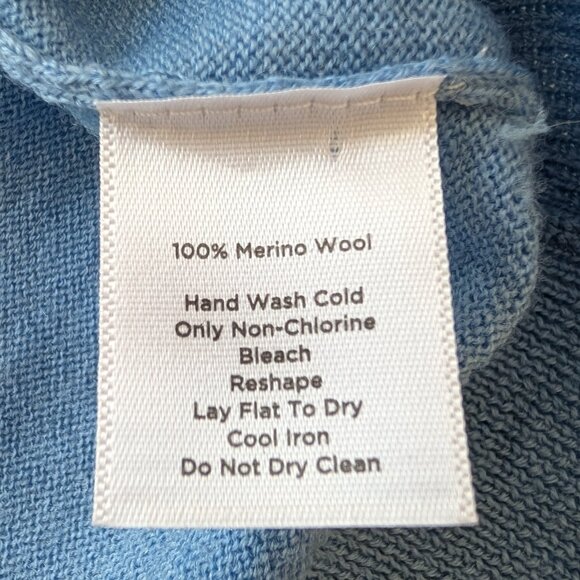 100% Merino Wool
Hand Wash Cold
Only Non-Chlorine
Bleach
Reshape
Lay Flat To Dry
Cool Iron
Do Not Dry Clean